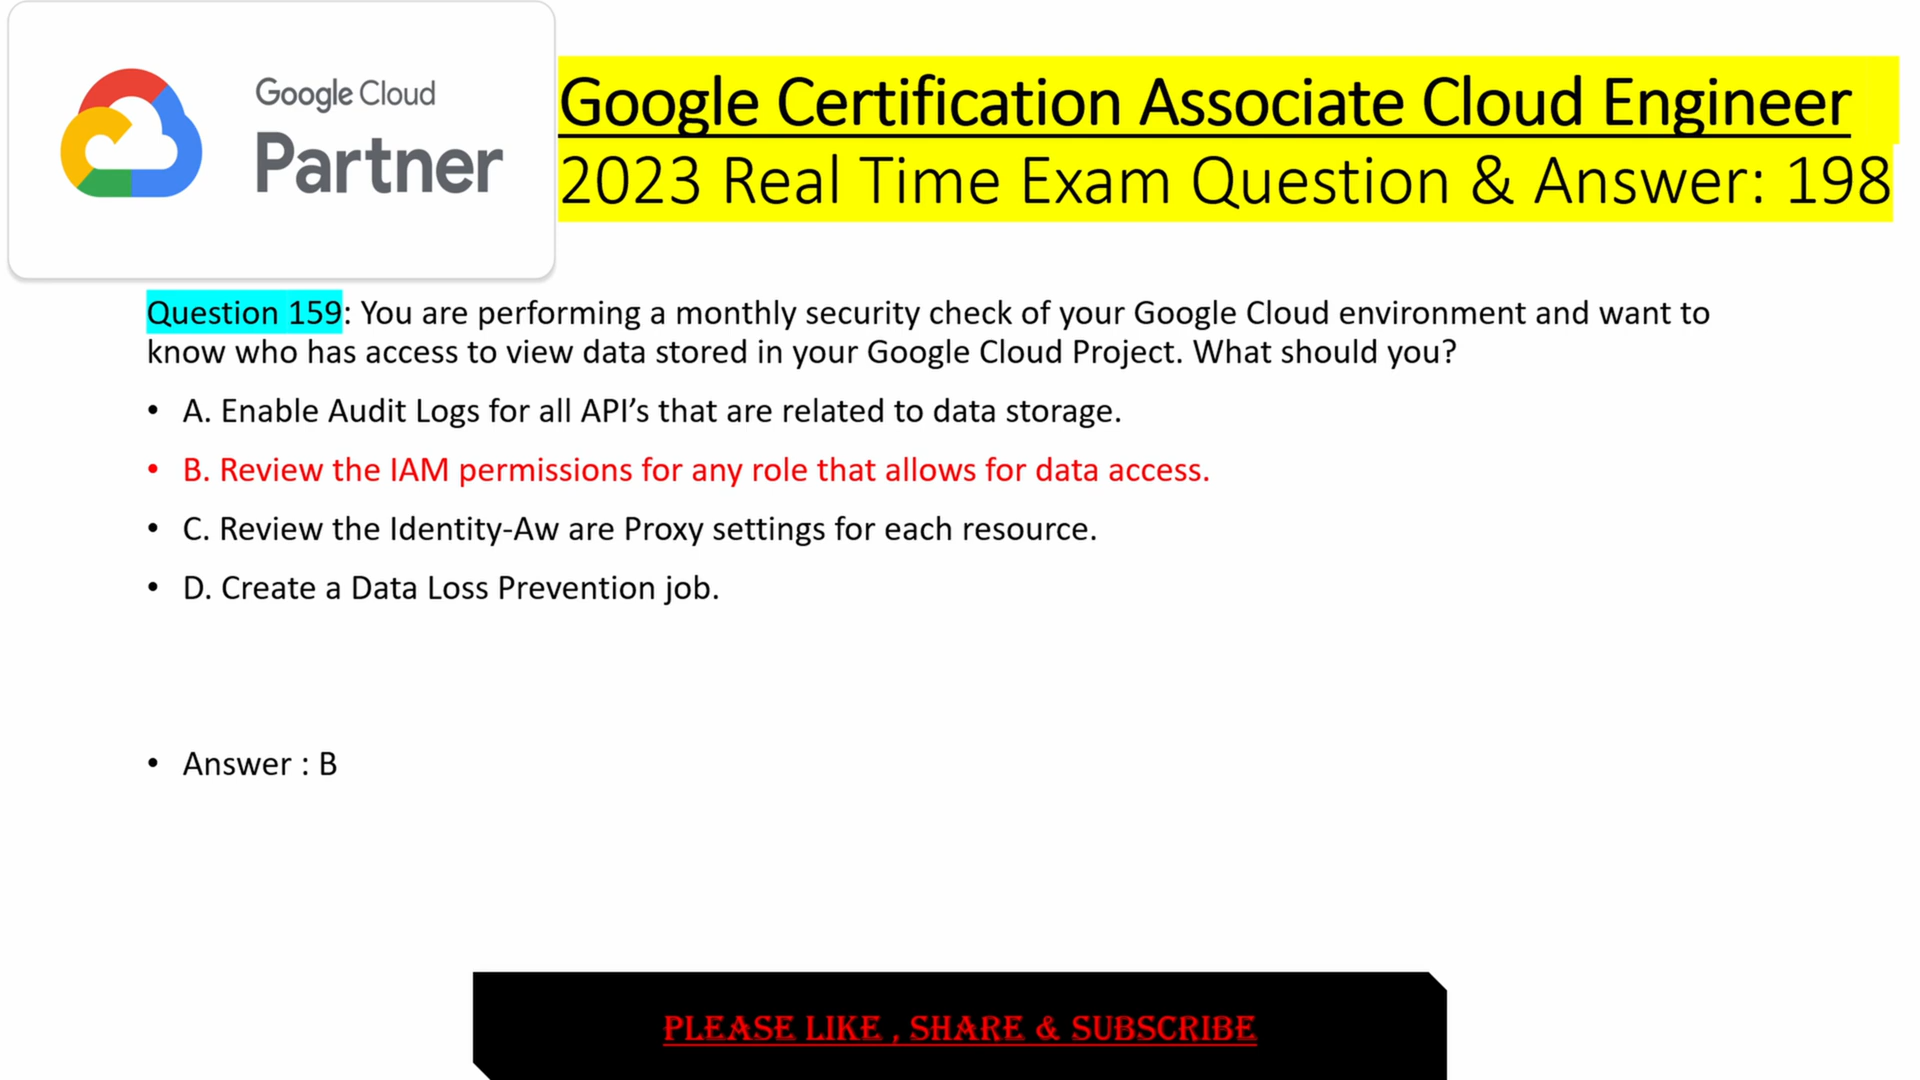 Google Cloud
Partner
Google Certification Associate Cloud Engineer
2023 Real Time Exam Question & Answer: 198
Question 159: You are performing a monthly security check of your Google Cloud environment and want to
know who has access to view data stored in your Google Cloud Project. What should you?
• A. Enable Audit Logs for all API’s that are related to data storage.
• B. Review the IAM permissions for any role that allows for data access.
• C. Review the Identity-Aw are Proxy settings for each resource.
• D. Create a Data Loss Prevention job.
• Answer : B
PLEASE LIKE , SHARE & SUBSCRIBE